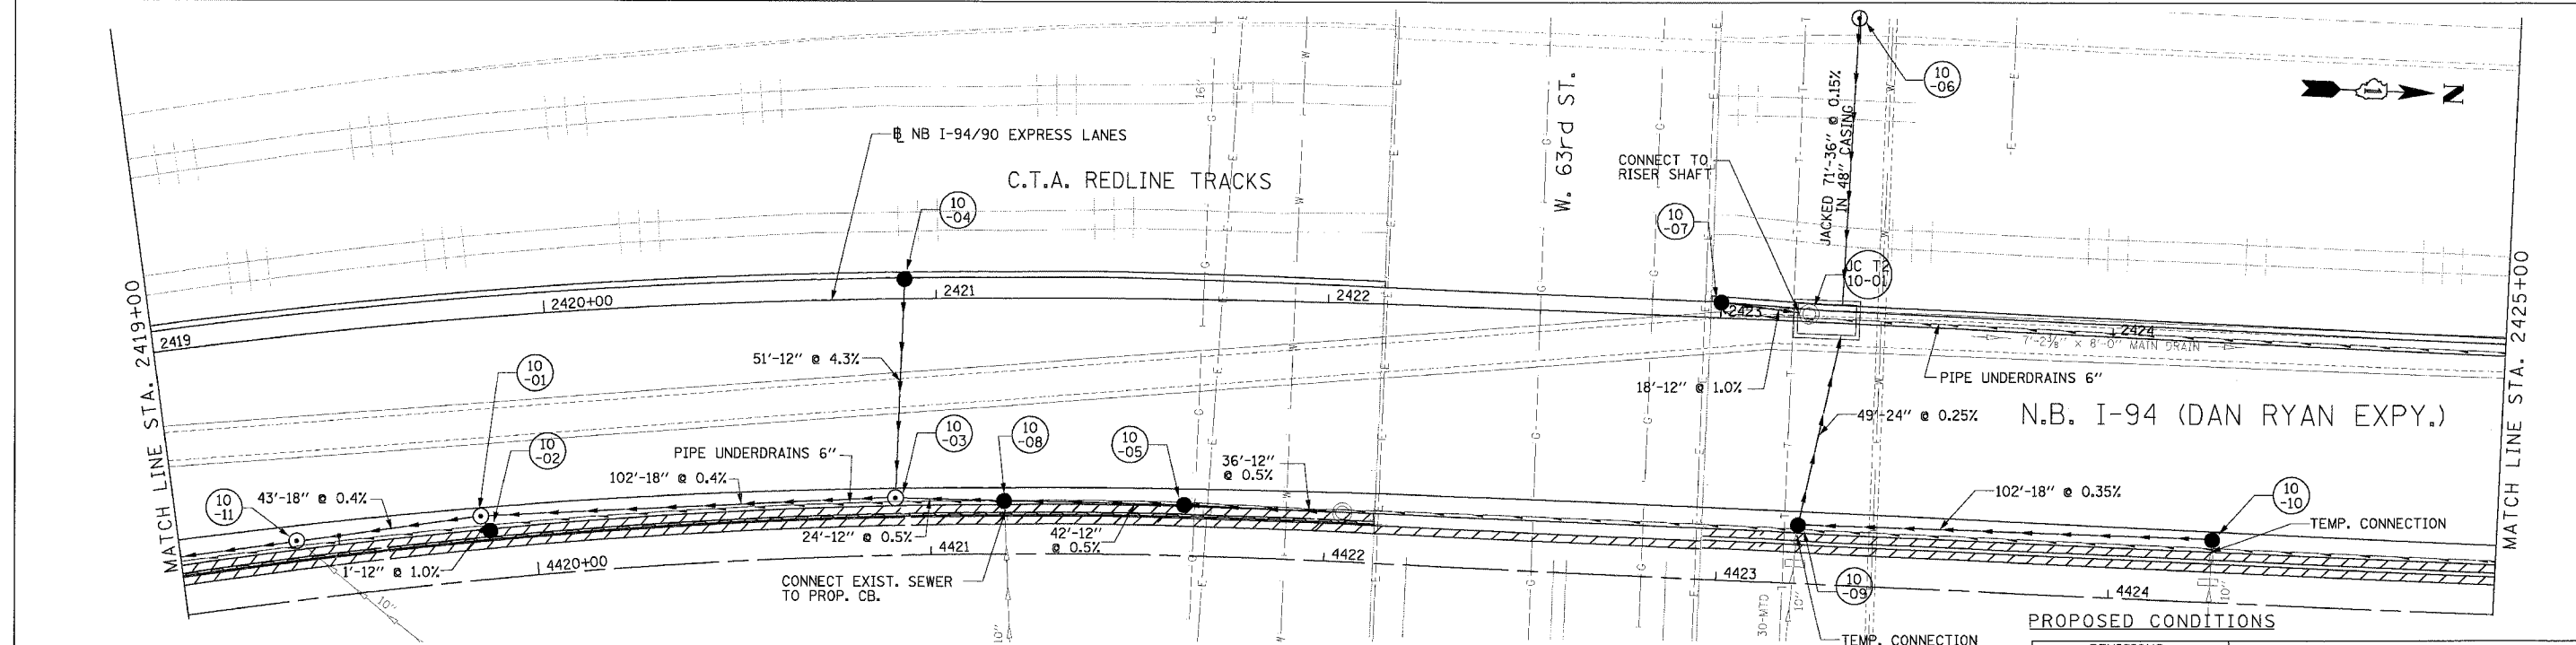 MATCH LINE STA. 2419+00
C.T.A. REDLINE TRACKS
℄ NB I-94/90 EXPRESS LANES
16"
W. 63rd ST.
10
-06
JACKED 71'-36" @ 0.15%
IN 48" CASING
CONNECT TO
RISER SHAFT
10
-04
10
-07
JC T2
10-01
N
2419
2420+00
2421
2422
2423
2424
7'-2⅜" X 8'-0" MAIN DRAIN
51'-12" @ 4.3%
18'-12" @ 1.0%
PIPE UNDERDRAINS 6"
N.B. I-94 (DAN RYAN EXPY.)
49'-24" @ 0.25%
10
-01
10
-02
10
-03
10
-08
10
-05
PIPE UNDERDRAINS 6"
36'-12"
@ 0.5%
102'-18" @ 0.4%
43'-18" @ 0.4%
10
-11
102'-18" @ 0.35%
10
-10
TEMP. CONNECTION
24'-12" @ 0.5%
42'-12"
@ 0.5%
1'-12" @ 1.0%
4420+00
4421
4422
4423
4424
CONNECT EXIST. SEWER
TO PROP. CB.
10"
10"
30-MTD
10"
10"
10
-09
TEMP. CONNECTION
MATCH LINE STA. 2425+00
PROPOSED CONDITIONS